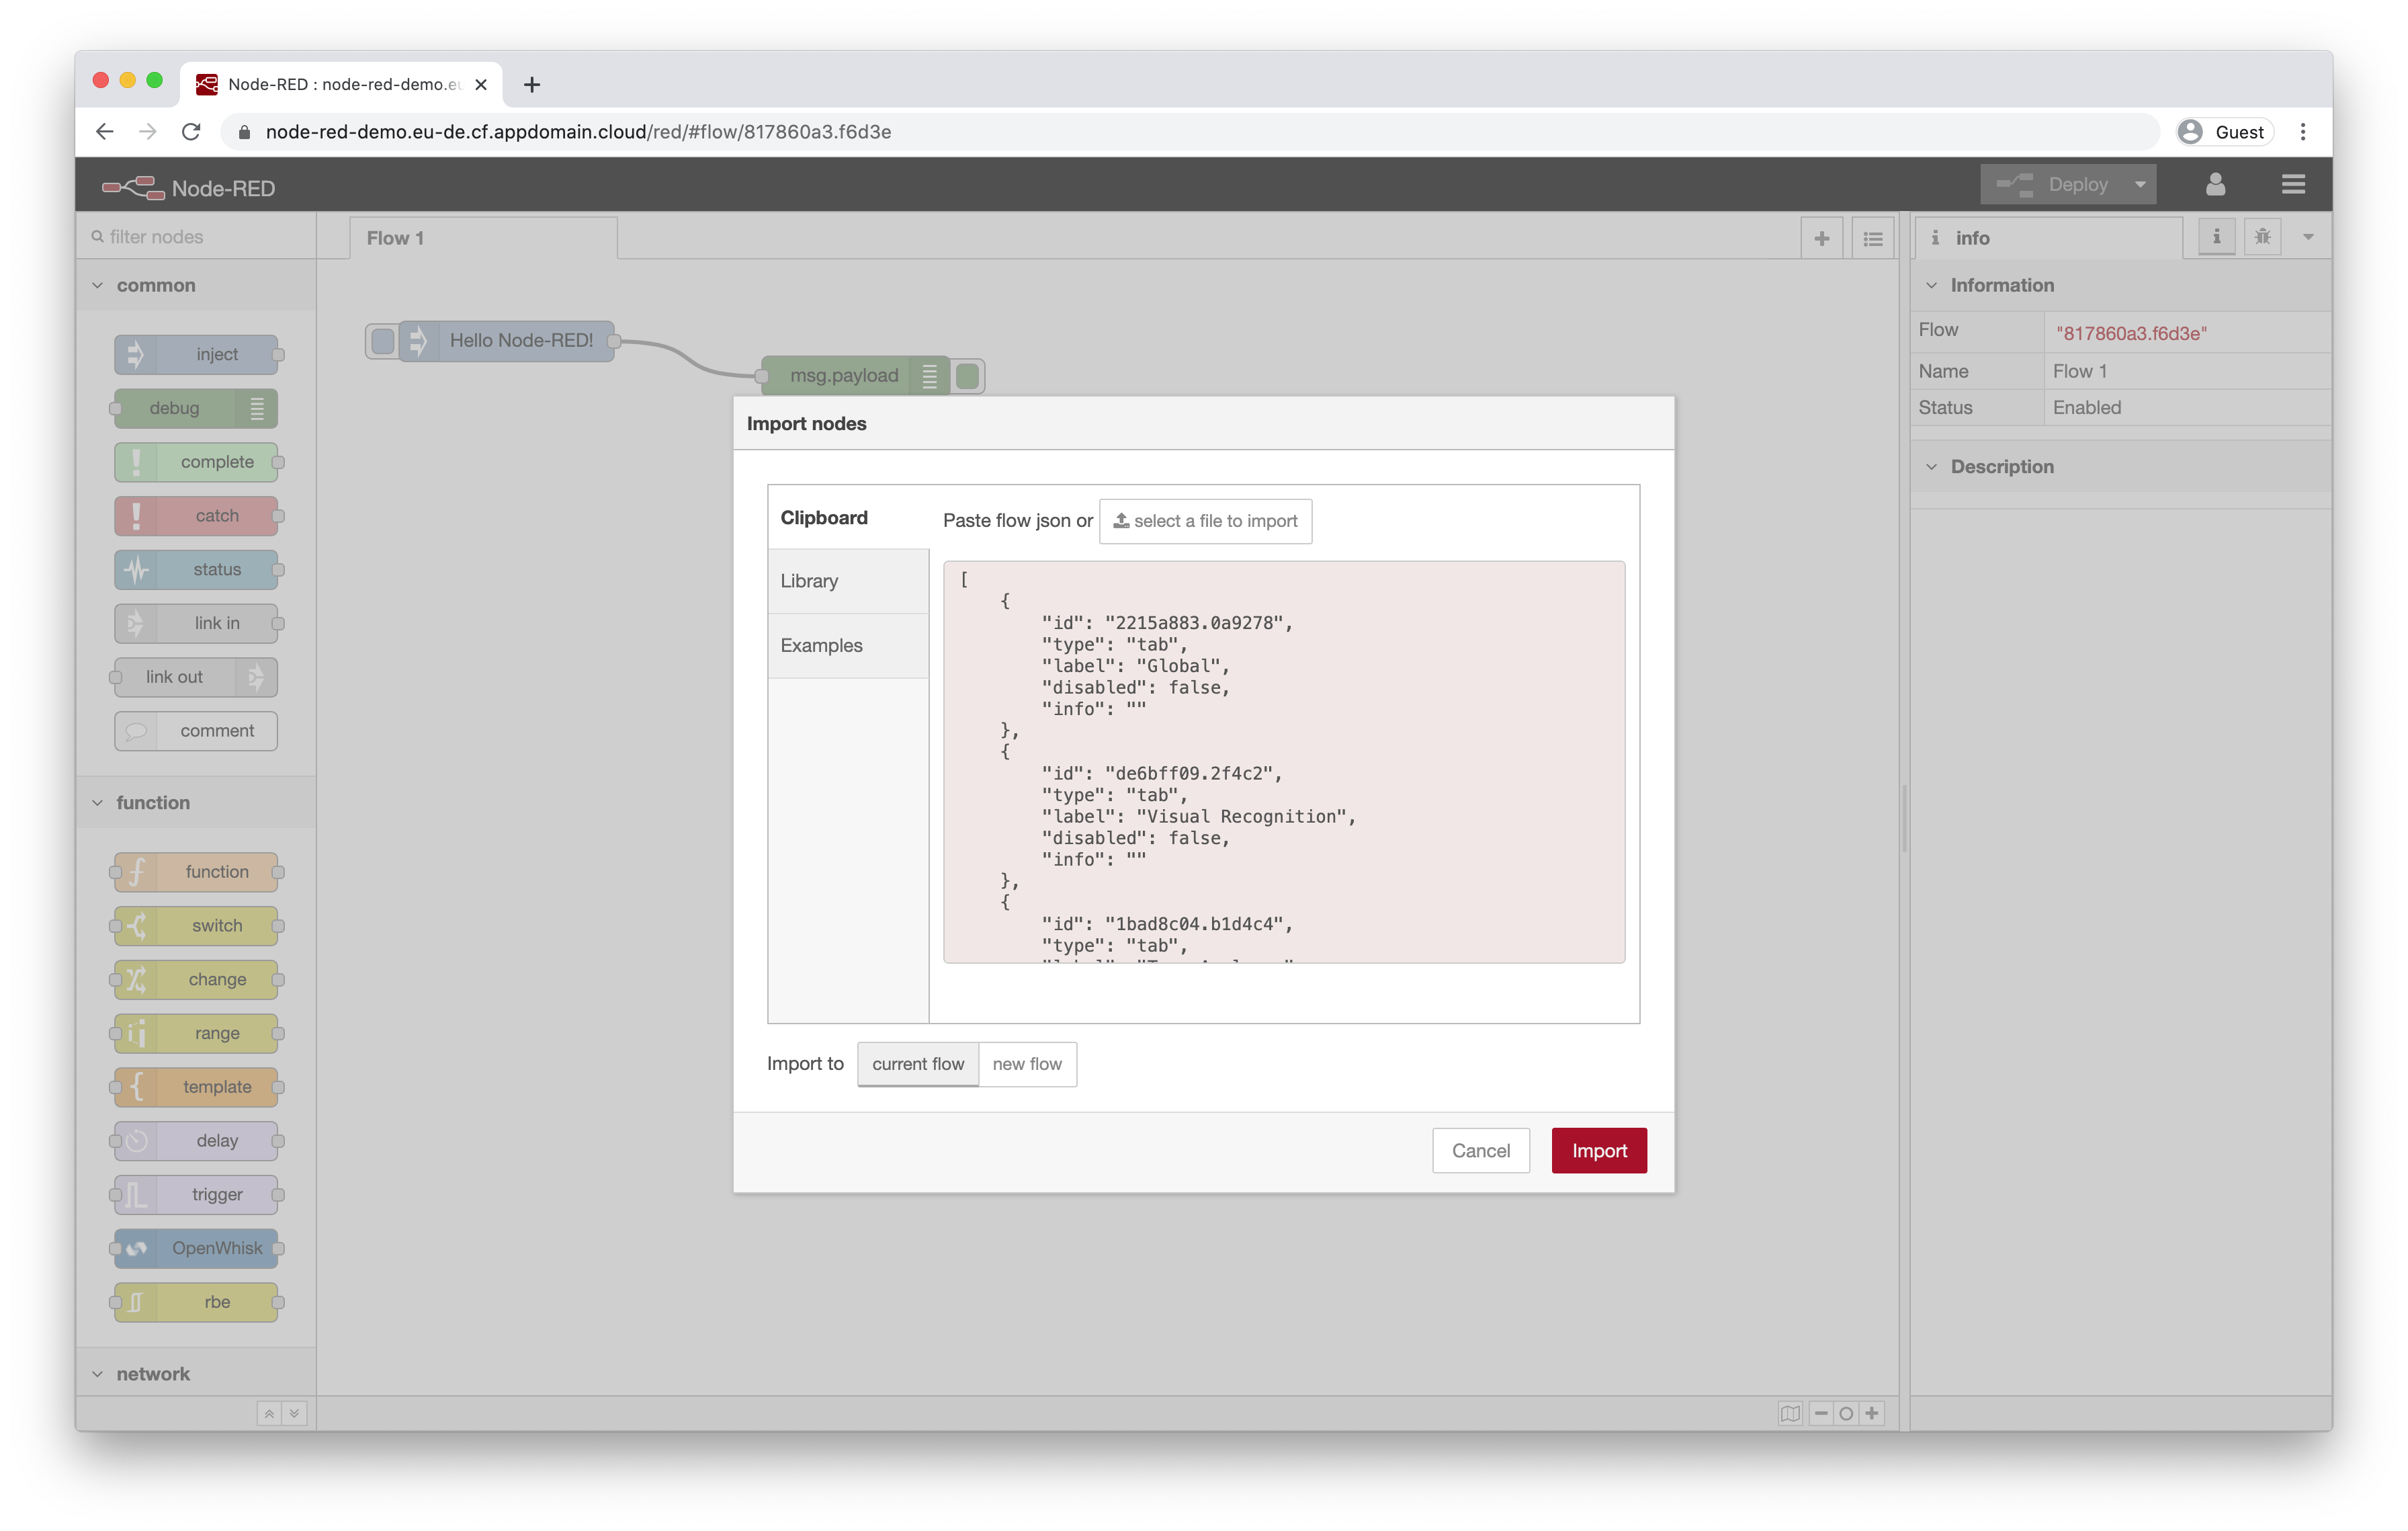 Node-RED : node-red-demo.eu
node-red-demo.eu-de.cf.appdomain.cloud/red/#flow/817860a3.f6d3e
Guest
Node-RED
Deploy
filter nodes
Flow 1
info
common
inject
debug
complete
catch
status
link in
link out
comment
function
function
switch
change
range
template
delay
trigger
OpenWhisk
rbe
network
Hello Node-RED!
msg.payload
Import nodes
Clipboard
Library
Examples
Paste flow json or
select a file to import
[
{
"id": "2215a883.0a9278",
"type": "tab",
"label": "Global",
"disabled": false,
"info": ""
},
{
"id": "de6bff09.2f4c2",
"type": "tab",
"label": "Visual Recognition",
"disabled": false,
"info": ""
},
{
"id": "1bad8c04.b1d4c4",
"type": "tab",
Import to
current flow
new flow
Cancel
Import
Information
Flow
"817860a3.f6d3e"
Name
Flow 1
Status
Enabled
Description